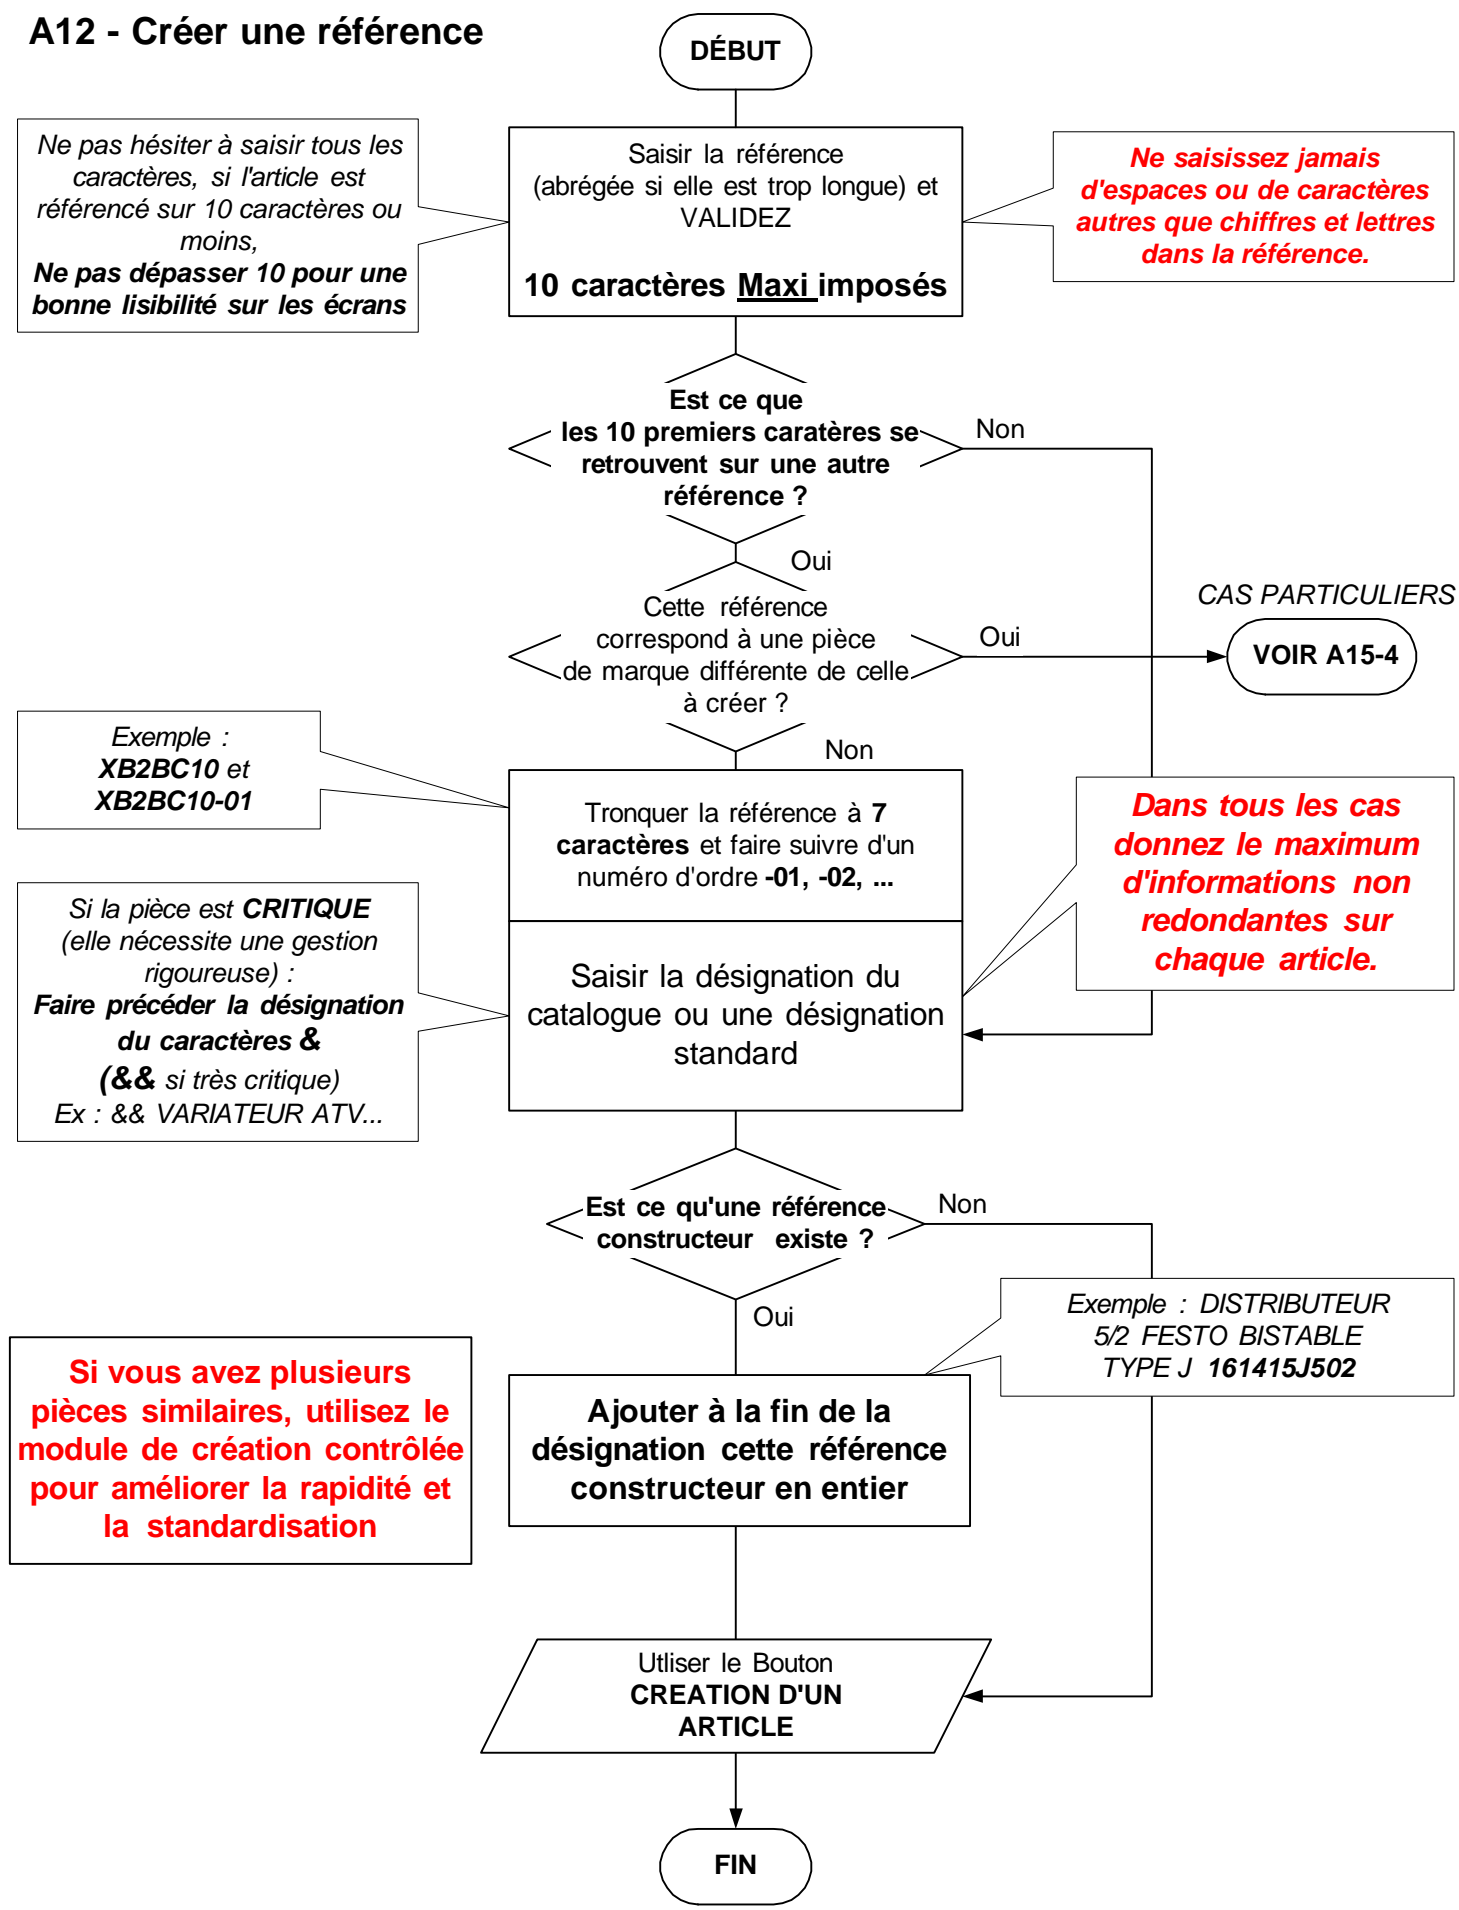 A12 - Créer une référence
DÉBUT
Ne pas hésiter à saisir tous les
caractères, si l'article est
référencé sur 10 caractères ou
moins,
Ne pas dépasser 10 pour une
bonne lisibilité sur les écrans
Saisir la référence
(abrégée si elle est trop longue) et
VALIDEZ
10 caractères Maxi imposés
Ne saisissez jamais
d'espaces ou de caractères
autres que chiffres et lettres
dans la référence.
Est ce que
les 10 premiers caratères se
retrouvent sur une autre
référence ?
Non
Oui
Cette référence
correspond à une pièce
de marque différente de celle
à créer ?
Oui
CAS PARTICULIERS
VOIR A15-4
Non
Exemple :
XB2BC10 et
XB2BC10-01
Tronquer la référence à 7
caractères et faire suivre d'un
numéro d'ordre -01, -02, ...
Dans tous les cas
donnez le maximum
d'informations non
redondantes sur
chaque article.
Si la pièce est CRITIQUE
(elle nécessite une gestion
rigoureuse) :
Faire précéder la désignation
du caractères &
(&& si très critique)
Ex : && VARIATEUR ATV...
Saisir la désignation du
catalogue ou une désignation
standard
Est ce qu'une référence
constructeur existe ?
Non
Oui
Exemple : DISTRIBUTEUR
5/2 FESTO BISTABLE
TYPE J 161415J502
Si vous avez plusieurs
pièces similaires, utilisez le
module de création contrôlée
pour améliorer la rapidité et
la standardisation
Ajouter à la fin de la
désignation cette référence
constructeur en entier
Utliser le Bouton
CREATION D'UN
ARTICLE
FIN